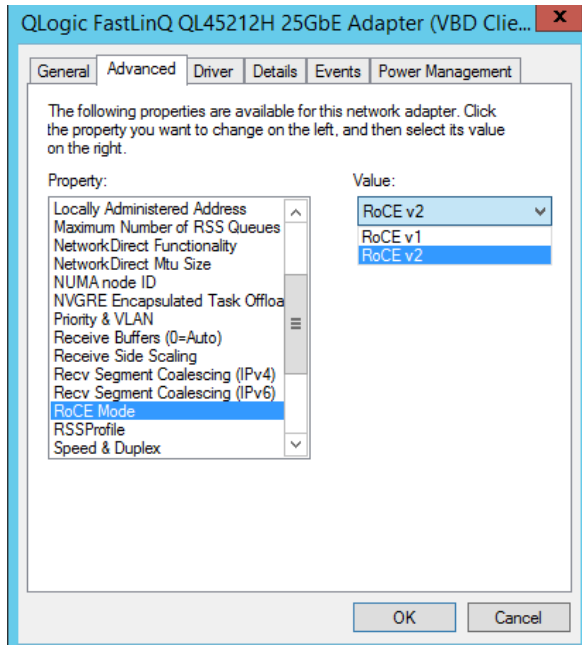 QLogic FastLinQ QL45212H 25GbE Adapter (VBD Clie...
x
General Advanced Driver Details Events Power Management
The following properties are available for this network adapter. Click
the property you want to change on the left, and then select its value
on the right.
Property:
Value:
Locally Administered Address
Maximum Number of RSS Queues
NetworkDirect Functionality
NetworkDirect Mtu Size
NUMA node ID
NVGRE Encapsulated Task Offloa
Priority & VLAN
Receive Buffers (0=Auto)
Receive Side Scaling
Recv Segment Coalescing (IPv4)
Recv Segment Coalescing (IPv6)
RoCE Mode
RSSProfile
Speed & Duplex
RoCE v2
RoCE v1
RoCE v2
OK
Cancel